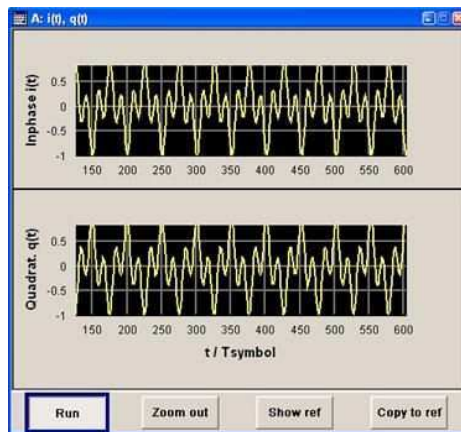 A: i(t), q(t)
Inphase i(t)
0.5
0
-0.5
-1
150 200 250 300 350 400 450 500 550 600
Quadrat. q(t)
0.5
0
-0.5
-1
150 200 250 300 350 400 450 500 550 600
t / Tsymbol
Run Zoom out Show ref Copy to ref